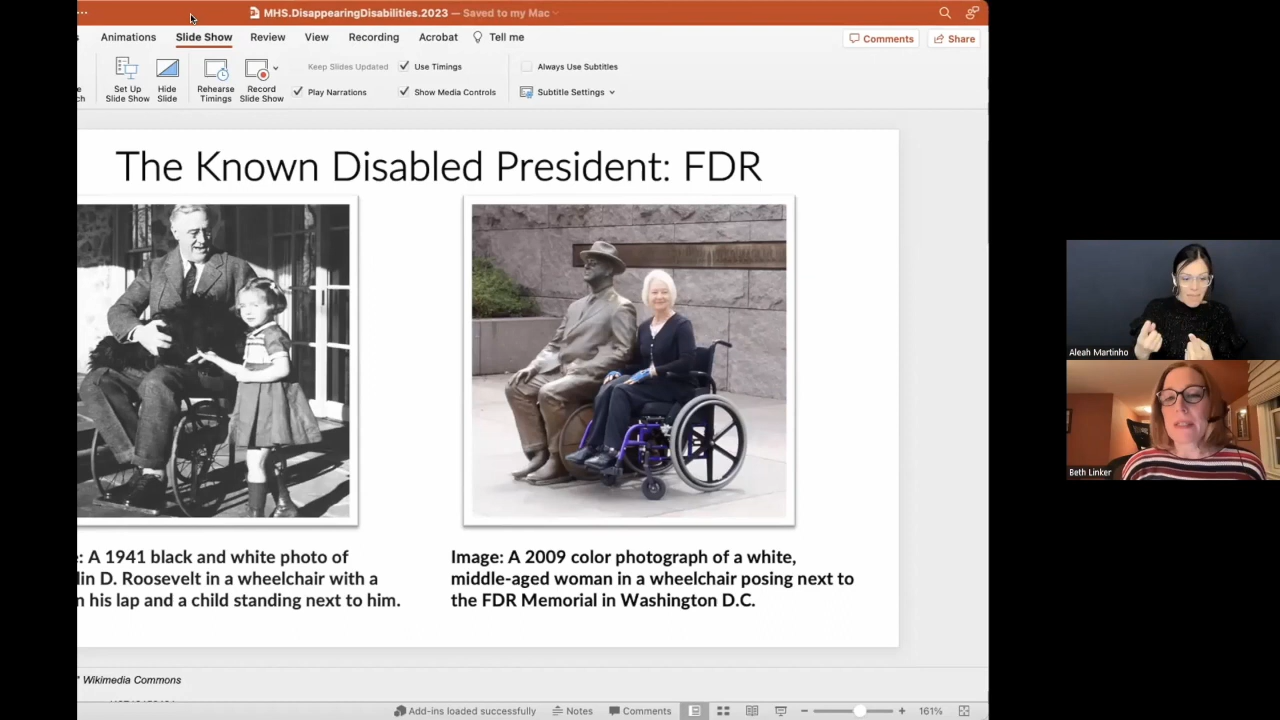 MHS.DisappearingDisabilities.2023 — Saved to my Mac
Animations Slide Show Review View Recording Acrobat Tell me
Comments Share
Set Up
Slide Show
Hide
Slide
Rehearse
Timings
Record
Slide Show
Keep Slides Updated
Use Timings
Always Use Subtitles
Play Narrations
Show Media Controls
Subtitle Settings
The Known Disabled President: FDR
: A 1941 black and white photo of
lin D. Roosevelt in a wheelchair with a
n his lap and a child standing next to him.
Image: A 2009 color photograph of a white,
middle-aged woman in a wheelchair posing next to
the FDR Memorial in Washington D.C.
Wikimedia Commons
Add-ins loaded successfully Notes Comments 161%
Aleah Martinho
Beth Linker